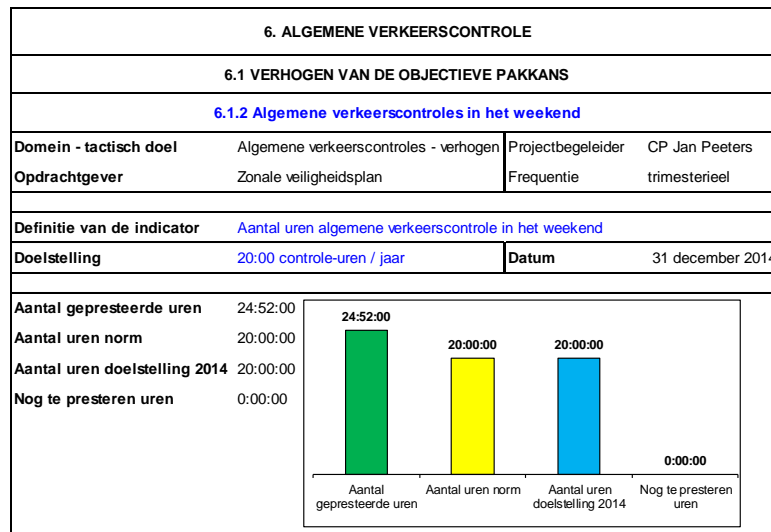 6. ALGEMENE VERKEERSCONTROLE
6.1 VERHOGEN VAN DE OBJECTIEVE PAKKANS
6.1.2 Algemene verkeerscontroles in het weekend
Domein - tactisch doel Algemene verkeerscontroles - verhogen Projectbegeleider CP Jan Peeters
Opdrachtgever Zonale veiligheidsplan Frequentie trimesterieel
Definitie van de indicator Aantal uren algemene verkeerscontrole in het weekend
Doelstelling 20:00 controle-uren / jaar Datum 31 december 2014
Aantal gepresteerde uren 24:52:00
Aantal uren norm 20:00:00
Aantal uren doelstelling 2014 20:00:00
Nog te presteren uren 0:00:00
24:52:00
20:00:00 20:00:00
0:00:00
Aantal gepresteerde uren
Aantal uren norm
Aantal uren doelstelling 2014
Nog te presteren uren